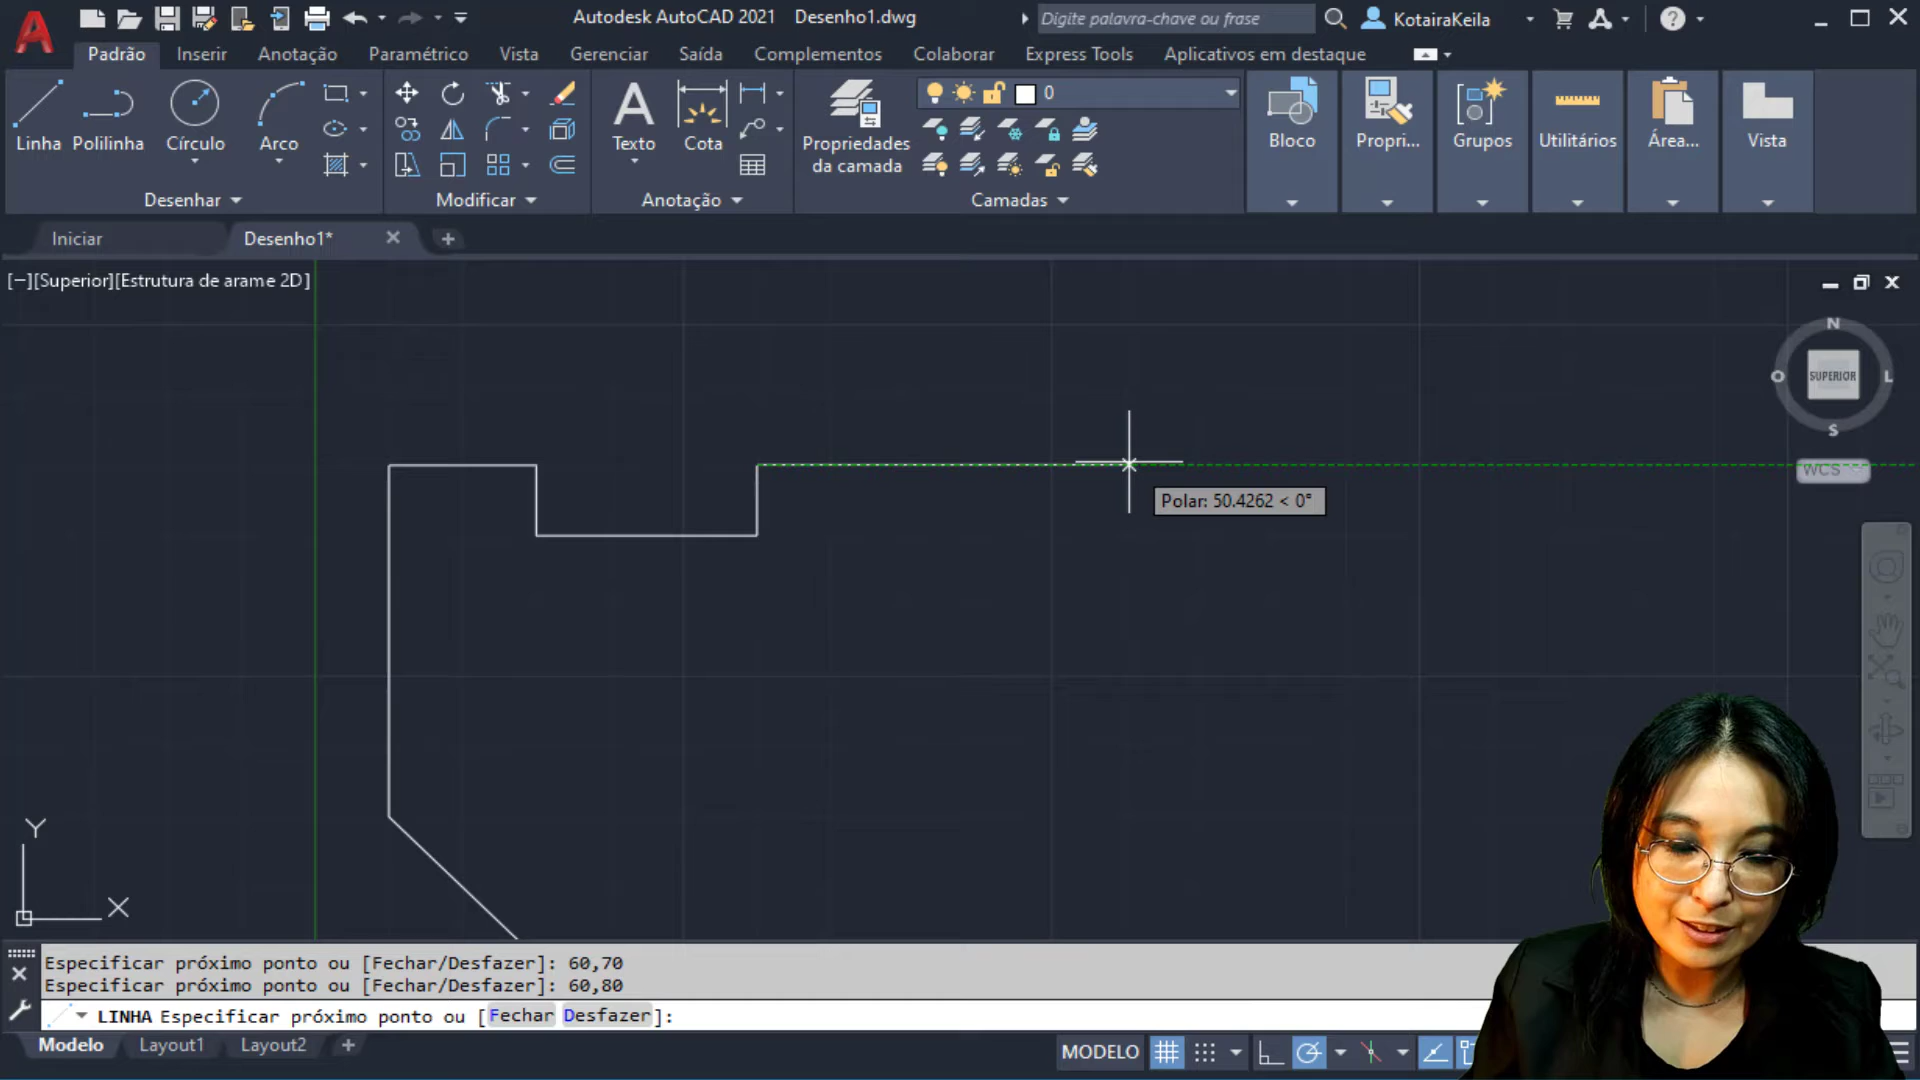 Autodesk AutoCAD 2021 Desenho1.dwg
Digite palavra-chave ou frase
KotairaKeila
Padrão Inserir Anotação Paramétrico Vista Gerenciar Saída Complementos Colaborar Express Tools Aplicativos em destaque
0
Linha Polilinha Círculo Arco
Texto Cota
Propriedades
da camada
Bloco Propri... Grupos Utilitários Área... Vista
Desenhar Modificar Anotação Camadas
Iniciar Desenho1*
[−][Superior][Estrutura de arame 2D]
N
O SUPERIOR L
S
WCS
Polar: 50.4262 < 0°
Y
X
Especificar próximo ponto ou [Fechar/Desfazer]: 60,70
Especificar próximo ponto ou [Fechar/Desfazer]: 60,80
LINHA Especificar próximo ponto ou [Fechar Desfazer]:
Modelo Layout1 Layout2
MODELO